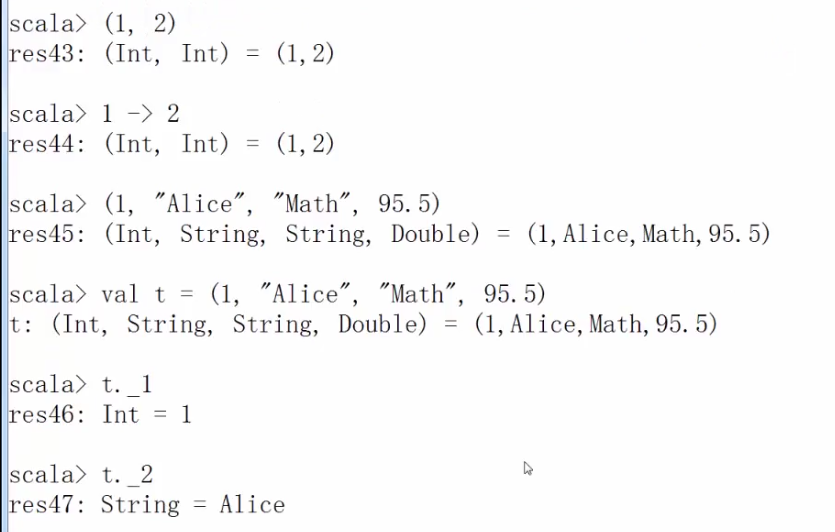 scala> (1, 2)
res43: (Int, Int) = (1,2)
scala> 1 -> 2
res44: (Int, Int) = (1,2)
scala> (1, "Alice", "Math", 95.5)
res45: (Int, String, String, Double) = (1,Alice,Math,95.5)
scala> val t = (1, "Alice", "Math", 95.5)
t: (Int, String, String, Double) = (1,Alice,Math,95.5)
scala> t._1
res46: Int = 1
scala> t._2
res47: String = Alice